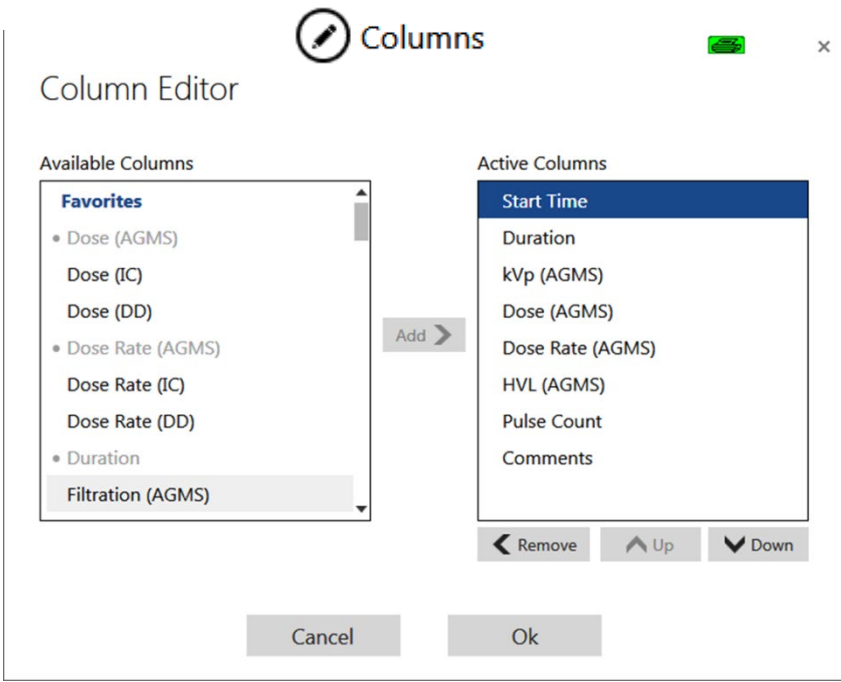 Columns
Column Editor
Available Columns
Favorites
• Dose (AGMS)
Dose (IC)
Dose (DD)
• Dose Rate (AGMS)
Dose Rate (IC)
Dose Rate (DD)
• Duration
Filtration (AGMS)
Add
Active Columns
Start Time
Duration
kVp (AGMS)
Dose (AGMS)
Dose Rate (AGMS)
HVL (AGMS)
Pulse Count
Comments
Remove
Up
Down
Cancel
Ok